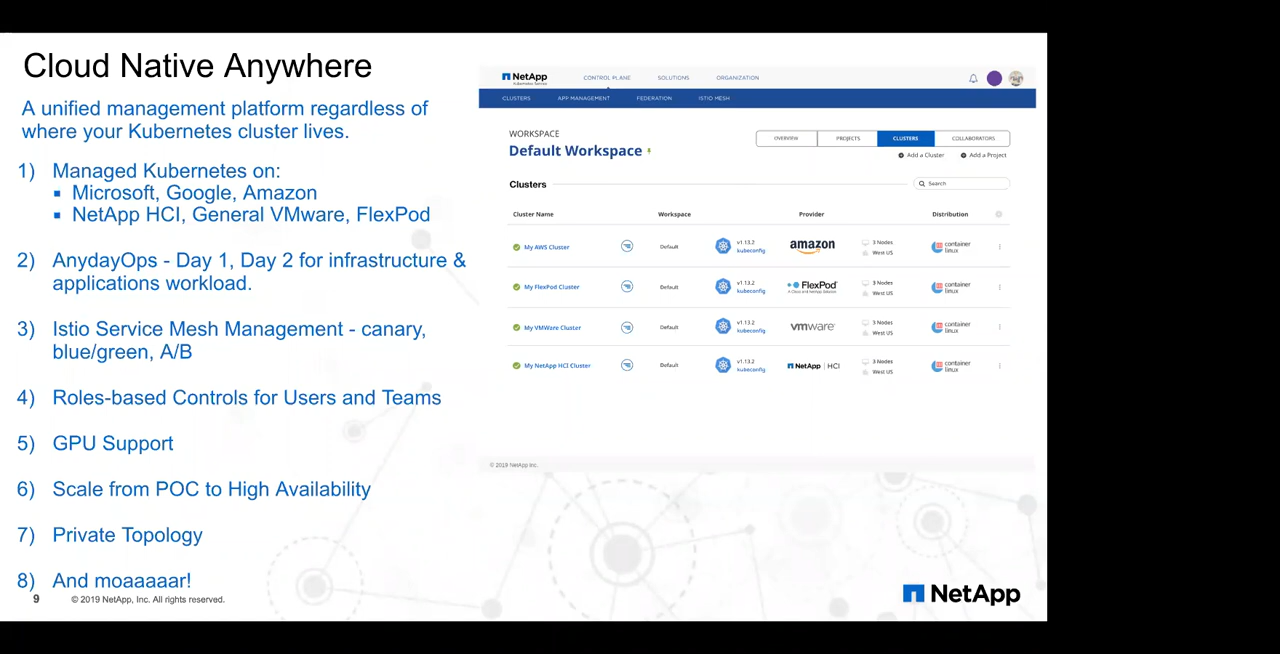 Cloud Native Anywhere
A unified management platform regardless of
where your Kubernetes cluster lives.
1) Managed Kubernetes on:
▪ Microsoft, Google, Amazon
▪ NetApp HCI, General VMware, FlexPod
2) AnydayOps - Day 1, Day 2 for infrastructure &
applications workload.
3) Istio Service Mesh Management - canary,
blue/green, A/B
4) Roles-based Controls for Users and Teams
5) GPU Support
6) Scale from POC to High Availability
7) Private Topology
8) And moaaaaar!
9 © 2019 NetApp, Inc. All rights reserved.
NetApp
Kubernetes Service
CONTROL PLANE SOLUTIONS ORGANIZATION
CLUSTERS APP MANAGEMENT FEDERATION ISTIO MESH
WORKSPACE
Default Workspace
OVERVIEW PROJECTS CLUSTERS COLLABORATORS
Add a Cluster Add a Project
Clusters
Search
Cluster Name Workspace Provider Distribution
My AWS Cluster Default v1.13.2 kubeconfig amazon 3 Nodes West US container linux
My FlexPod Cluster Default v1.13.2 kubeconfig FlexPod 3 Nodes West US container linux
My VMware Cluster Default v1.13.2 kubeconfig vmware 3 Nodes West US container linux
My NetApp HCI Cluster Default v1.13.2 kubeconfig NetApp | HCI 3 Nodes West US container linux
© 2019 NetApp Inc.
NetApp